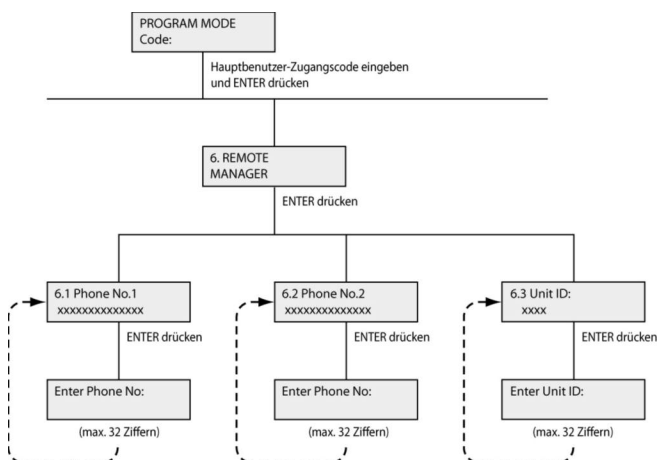 PROGRAM MODE
Code:
Hauptbenutzer-Zugangscode eingeben
und ENTER drücken
6. REMOTE
MANAGER
ENTER drücken
6.1 Phone No.1
xxxxxxxxxxxxxx
6.2 Phone No.2
xxxxxxxxxxxxxx
6.3 Unit ID:
xxxx
ENTER drücken
ENTER drücken
ENTER drücken
Enter Phone No:
Enter Phone No:
Enter Unit ID:
(max. 32 Ziffern)
(max. 32 Ziffern)
(max. 32 Ziffern)